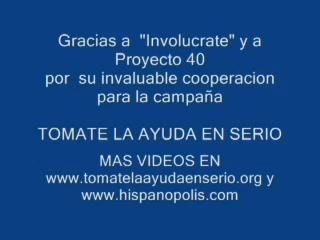 Gracias a  "Involucrate" y a
Proyecto 40
por  su invaluable cooperacion
para la campaña
TOMATE LA AYUDA EN SERIO
MAS VIDEOS EN
www.tomatelaayudaenserio.org y
www.hispanopolis.com